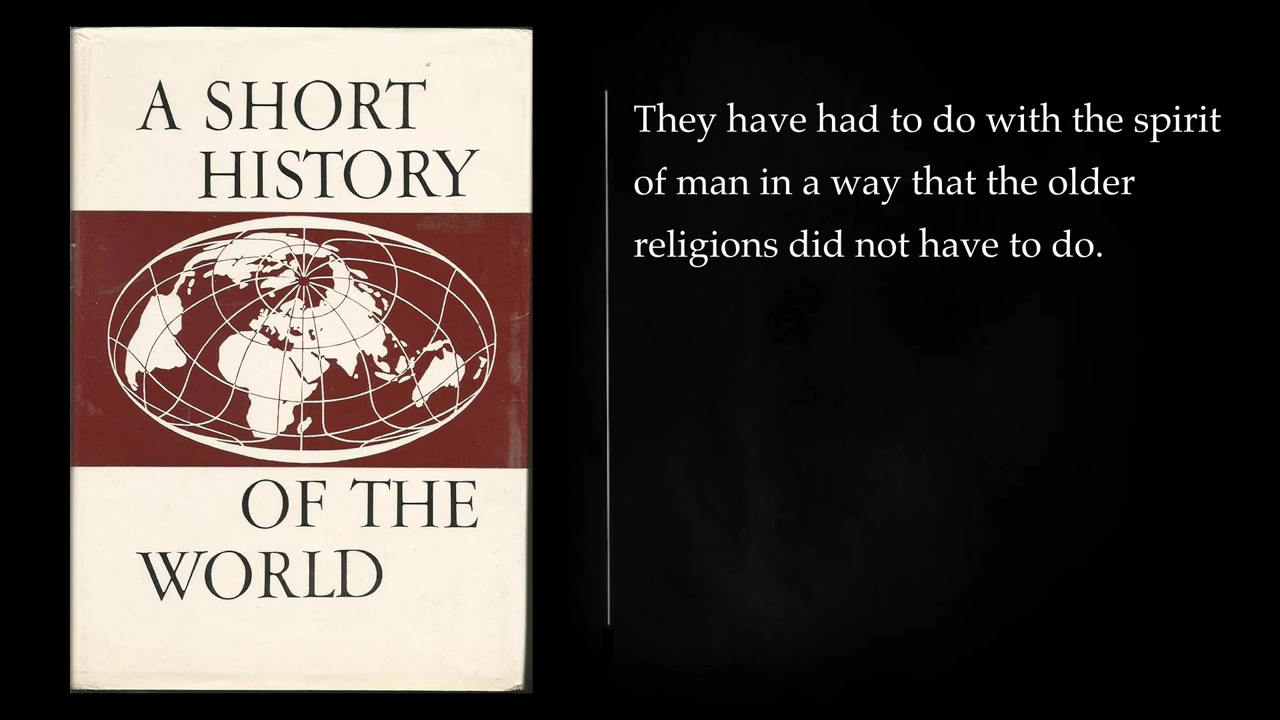 A SHORT
HISTORY
OF THE
WORLD
They have had to do with the spirit
of man in a way that the older
religions did not have to do.